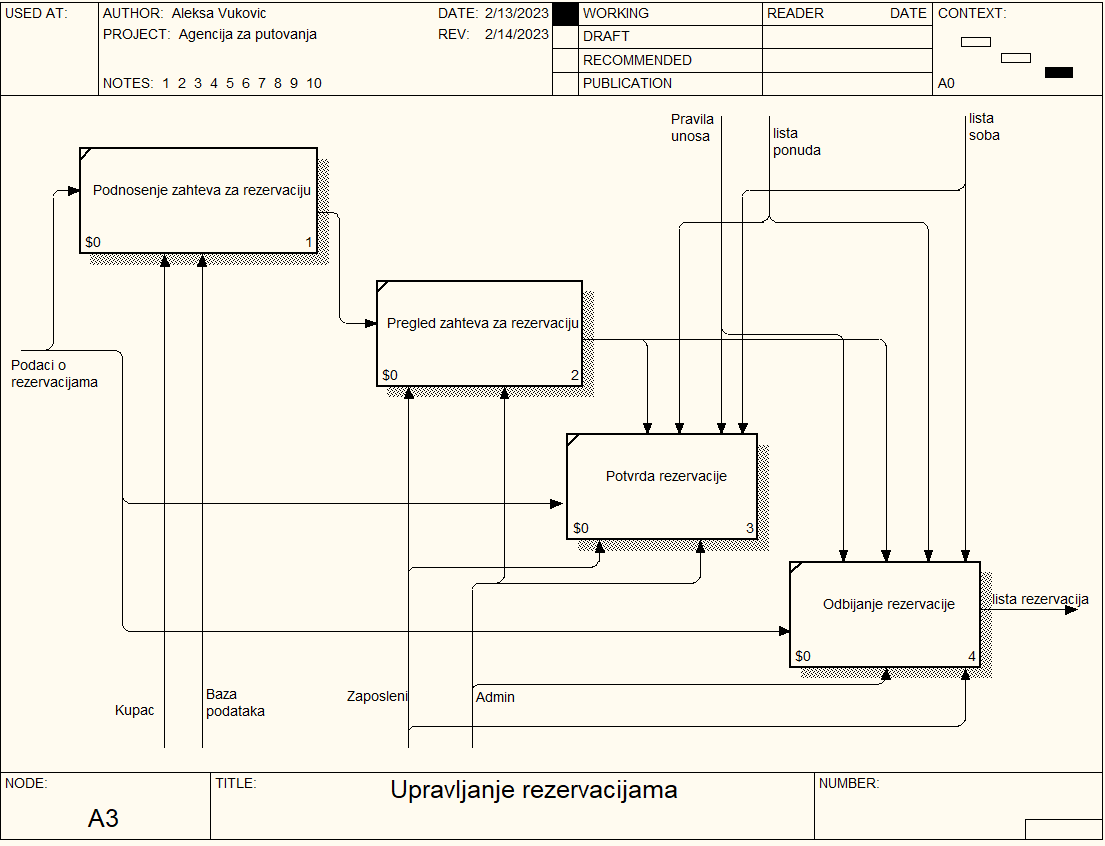 USED AT:
AUTHOR: Aleksa Vukovic
DATE: 2/13/2023
PROJECT: Agencija za putovanja
REV: 2/14/2023
NOTES: 1 2 3 4 5 6 7 8 9 10
WORKING
DRAFT
RECOMMENDED
PUBLICATION
READER DATE
CONTEXT:
A0
Pravila
unosa
lista
ponuda
lista
soba
Podnosenje zahteva za rezervaciju
$0 1
Pregled zahteva za rezervaciju
$0 2
Podaci o
rezervacijama
Potvrda rezervacije
$0 3
Odbijanje rezervacije
$0 4
lista rezervacija
Kupac
Baza
podataka
Zaposleni
Admin
NODE:
A3
TITLE:
Upravljanje rezervacijama
NUMBER: